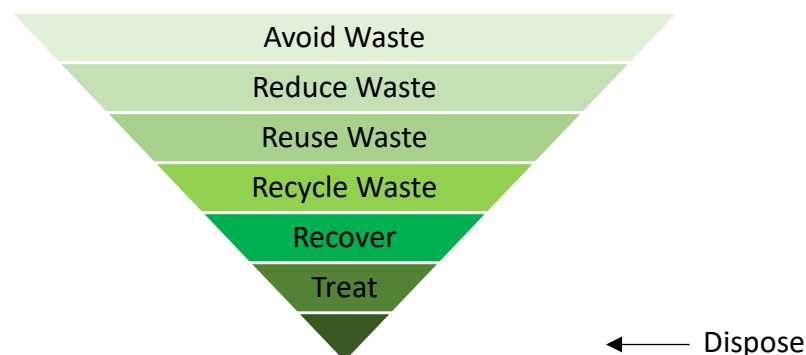 Avoid Waste
Reduce Waste
Reuse Waste
Recycle Waste
Recover
Treat
Dispose